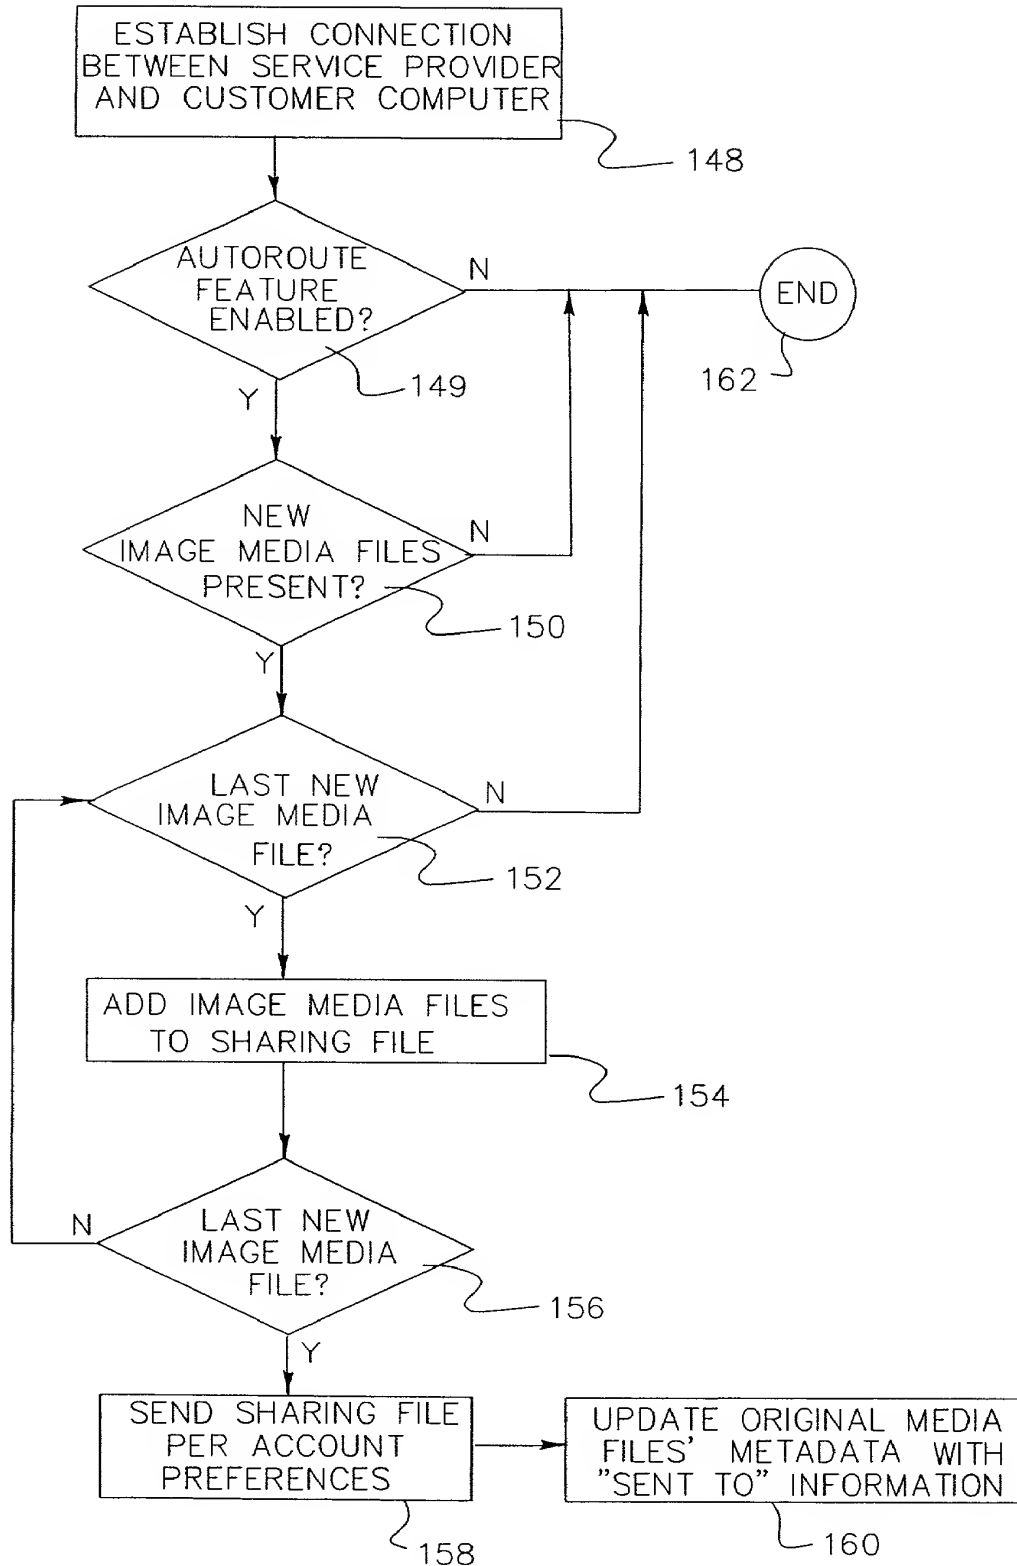 ESTABLISH CONNECTION
BETWEEN SERVICE PROVIDER
AND CUSTOMER COMPUTER
148
AUTOROUTE
FEATURE
ENABLED?
N
END
149
162
Y
NEW
IMAGE MEDIA FILES
PRESENT?
N
150
Y
LAST NEW
IMAGE MEDIA
FILE?
N
152
Y
ADD IMAGE MEDIA FILES
TO SHARING FILE
154
LAST NEW
IMAGE MEDIA
FILE?
N
156
Y
SEND SHARING FILE
PER ACCOUNT
PREFERENCES
158
UPDATE ORIGINAL MEDIA
FILES' METADATA WITH
"SENT TO" INFORMATION
160